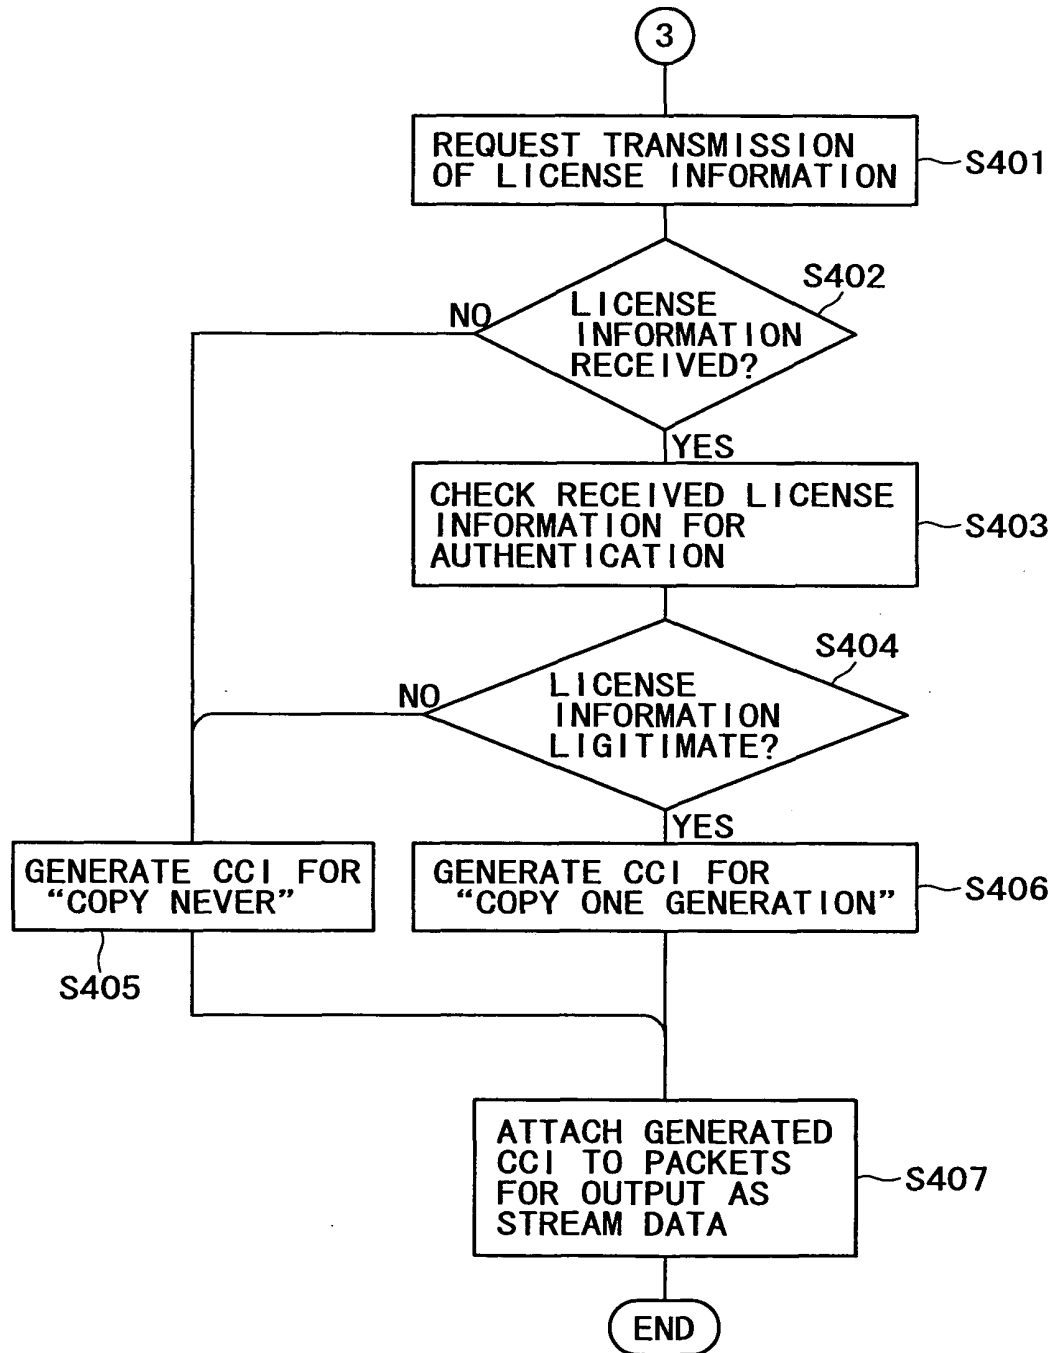 3
REQUEST TRANSMISSION
OF LICENSE INFORMATION
S401
S402
LICENSE
INFORMATION
RECEIVED?
NO
YES
CHECK RECEIVED LICENSE
INFORMATION FOR
AUTHENTICATION
S403
S404
LICENSE
INFORMATION
LIGITIMATE?
NO
YES
GENERATE CCI FOR
“COPY NEVER”
S405
GENERATE CCI FOR
“COPY ONE GENERATION”
S406
ATTACH GENERATED
CCI TO PACKETS
FOR OUTPUT AS
STREAM DATA
S407
END